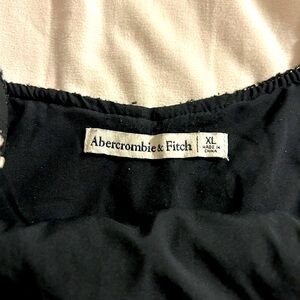 Abercrombie & Fitch
XL
MADE IN
CHINA